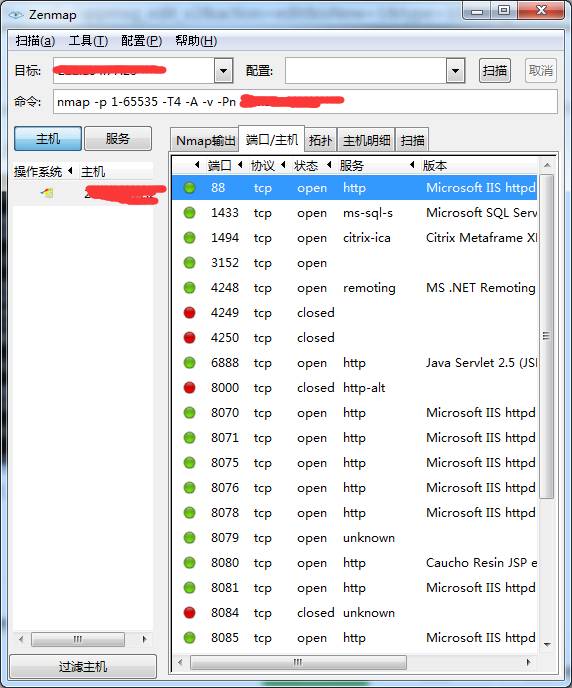 Zenmap
扫描(a) 工具(T) 配置(P) 帮助(H)
目标: 配置: 扫描 取消
命令: nmap -p 1-65535 -T4 -A -v -Pn
主机 服务
Nmap输出 端口/主机 拓扑 主机明细 扫描
操作系统 主机
端口 协议 状态 服务 版本
88 tcp open http Microsoft IIS httpd
1433 tcp open ms-sql-s Microsoft SQL Serv
1494 tcp open citrix-ica Citrix Metaframe X
3152 tcp open
4248 tcp open remoting MS .NET Remoting
4249 tcp closed
4250 tcp closed
6888 tcp open http Java Servlet 2.5 (JS
8000 tcp closed http-alt
8070 tcp open http Microsoft IIS httpd
8071 tcp open http Microsoft IIS httpd
8075 tcp open http Microsoft IIS httpd
8076 tcp open http Microsoft IIS httpd
8078 tcp open http Microsoft IIS httpd
8079 tcp open unknown
8080 tcp open http Caucho Resin JSP e
8081 tcp open http Microsoft IIS httpd
8084 tcp closed unknown
8085 tcp open http Microsoft IIS httpd
过滤主机